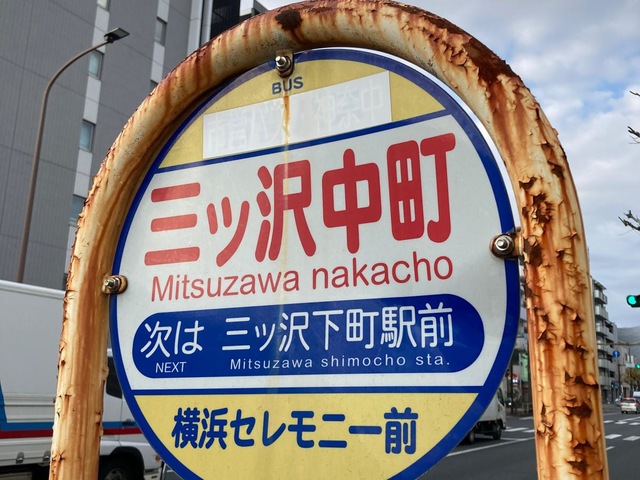 BUS
三ッ沢中町
Mitsuzawa nakacho
次は 三ッ沢下町駅前
NEXT Mitsuzawa shimocho sta.
横浜セレモニー前